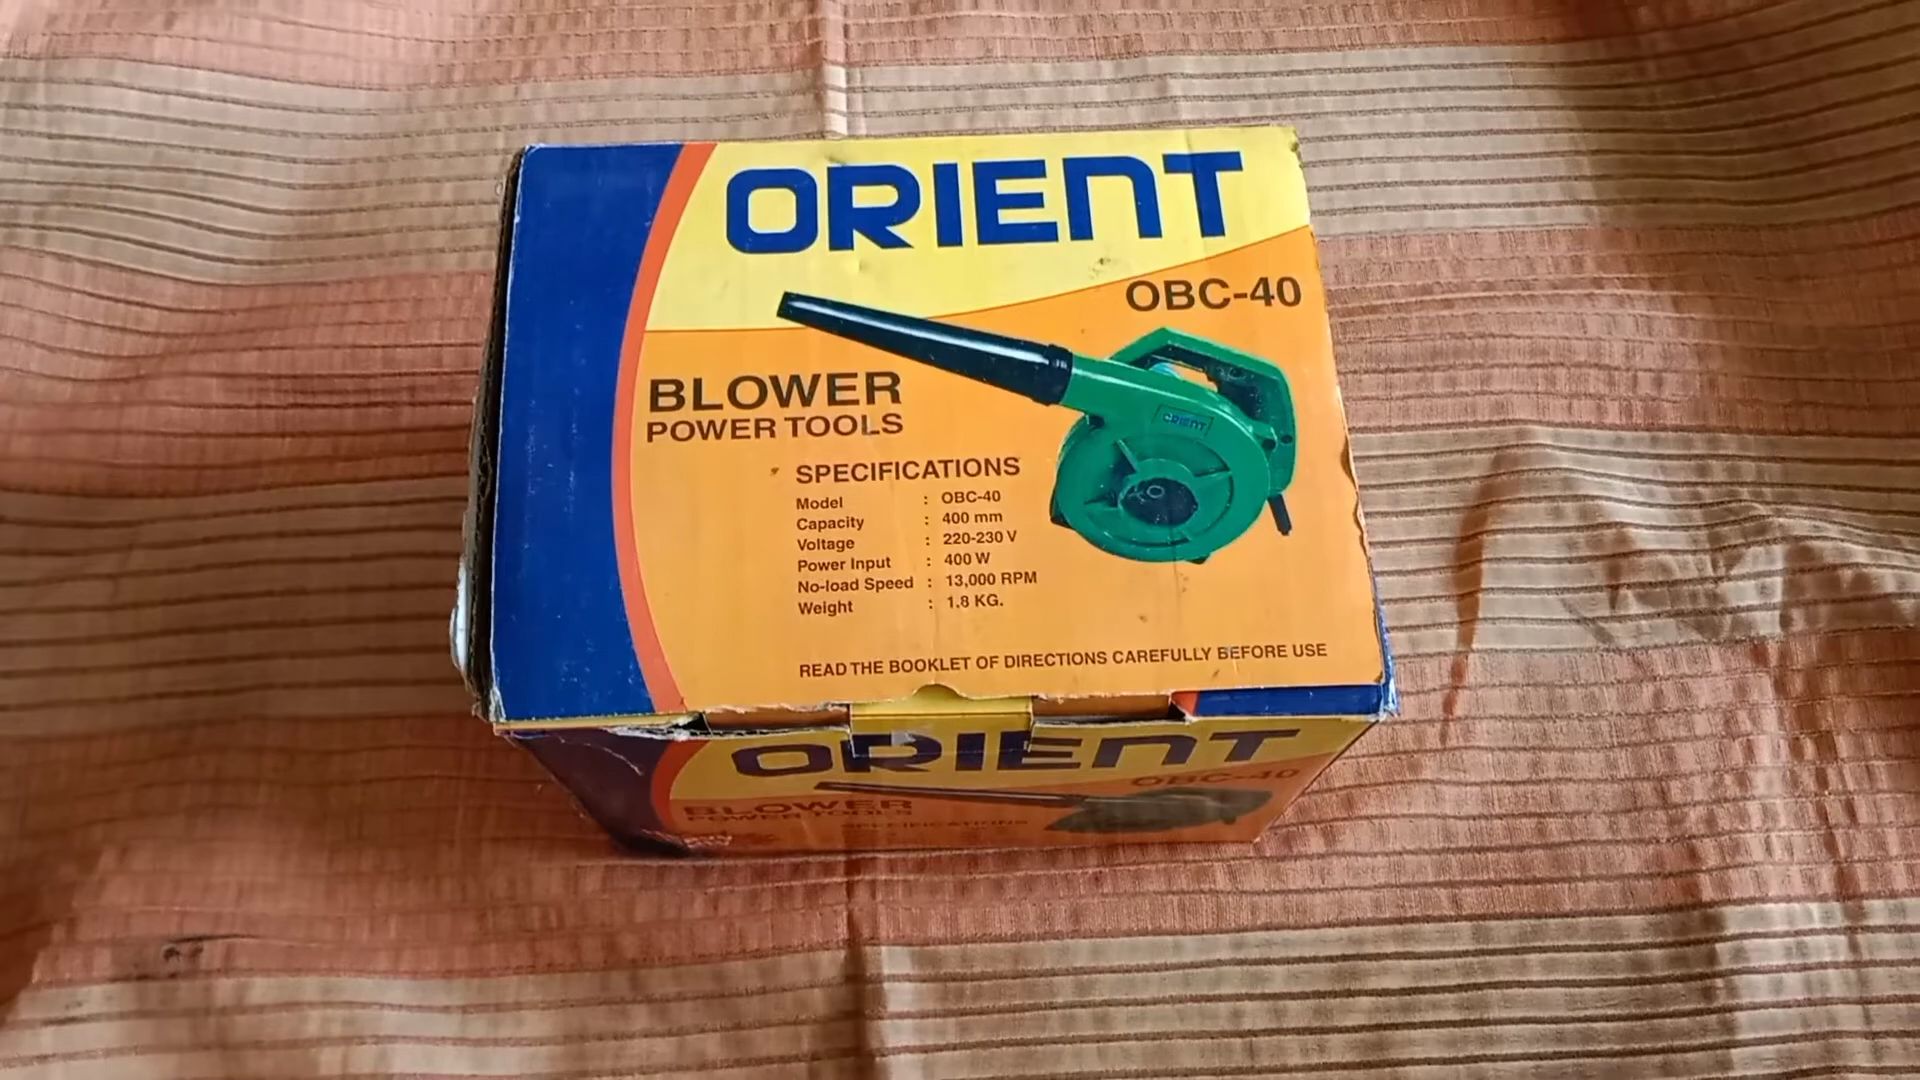 ORIENT
OBC-40
ORIENT
BLOWER
POWER TOOLS
SPECIFICATIONS
Model : OBC-40
Capacity : 400 mm
Voltage : 220-230 V
Power Input : 400 W
No-load Speed : 13,000 RPM
Weight : 1.8 KG.
READ THE BOOKLET OF DIRECTIONS CAREFULLY BEFORE USE
ORIENT
OBC-40
BLOWER
POWER TOOLS
SPECIFICATIONS